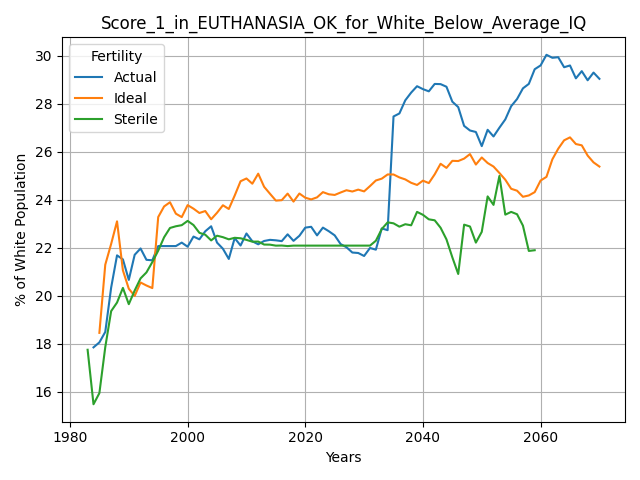 Score_1_in_EUTHANASIA_OK_for_White_Below_Average_IQ
Fertility
Actual
Ideal
Sterile
% of White Population
30
28
26
24
22
20
18
16
1980
2000
2020
2040
2060
Years